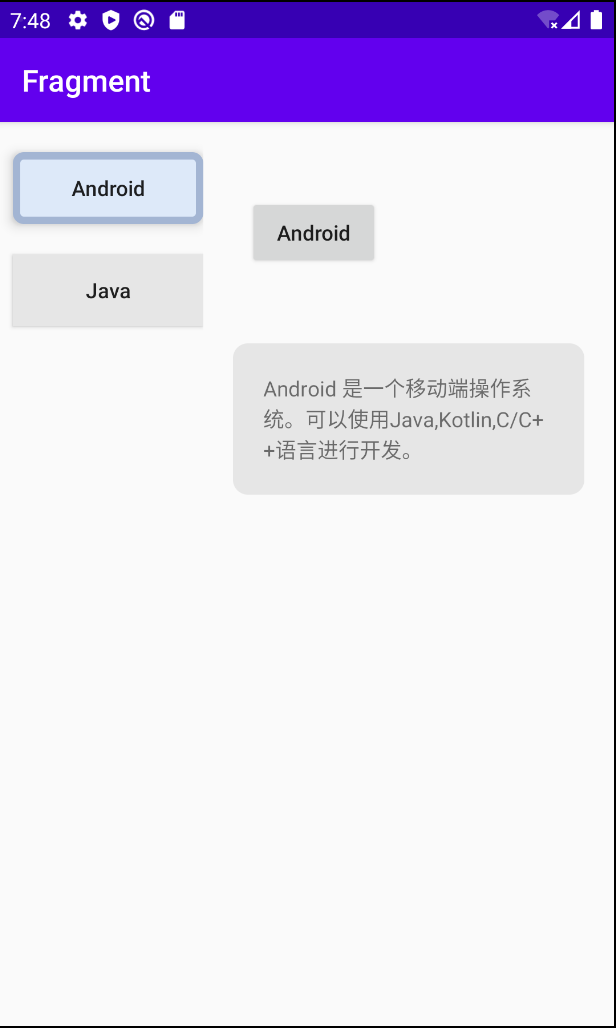 7:48
Fragment
Android
Java
Android
Android 是一个移动端操作系
统。可以使用Java,Kotlin,C/C+
+语言进行开发。